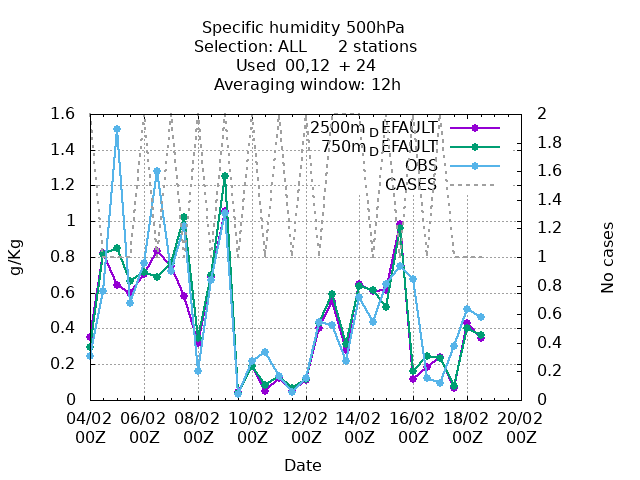 Specific humidity 500hPa
Selection: ALL 2 stations
Used 00,12 + 24
Averaging window: 12h
1.6
1.4
1.2
1
0.8
0.6
0.4
0.2
0
g/Kg
2500m DEFAULT
750m DEFAULT
OBS
CASES
2
1.8
1.6
1.4
1.2
1
0.8
0.6
0.4
0.2
0
No cases
04/02 06/02 08/02 10/02 12/02 14/02 16/02 18/02 20/02
00Z 00Z 00Z 00Z 00Z 00Z 00Z 00Z 00Z
Date